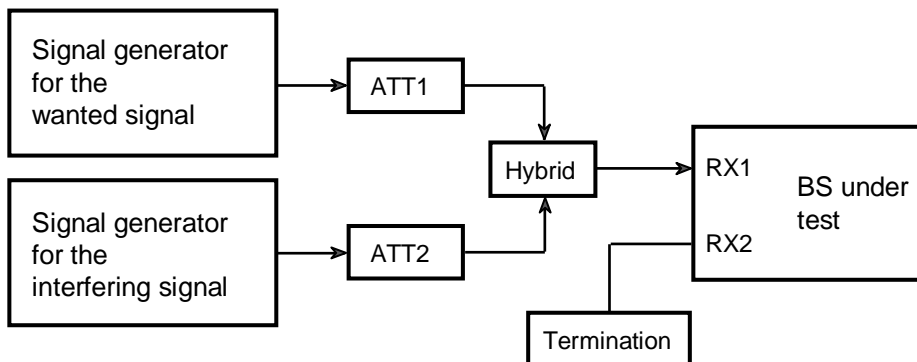 Signal generator
for the
wanted signal
ATT1
Hybrid
RX1
BS under
test
RX2
Signal generator
for the
interfering signal
ATT2
Termination